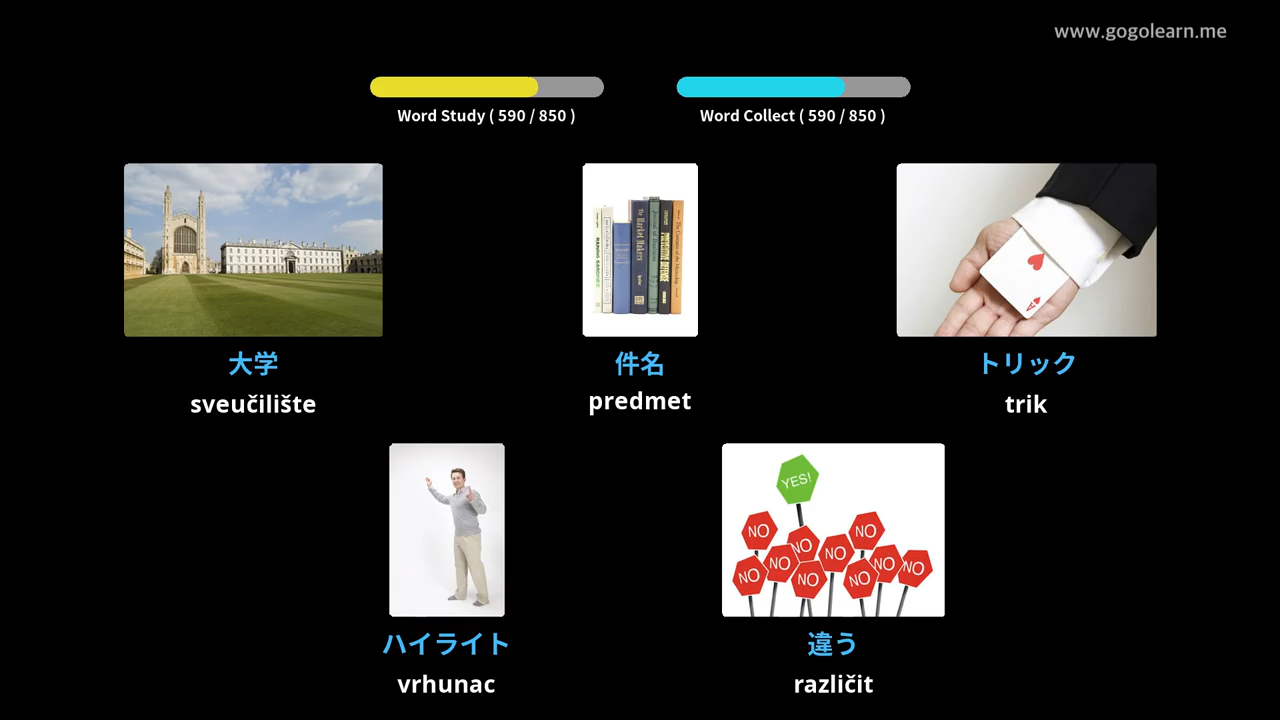 www.gogolearn.me
Word Study ( 590 / 850 )
Word Collect ( 590 / 850 )
大学
sveučilište
件名
predmet
トリック
trik
ハイライト
vrhunac
YES!
NO
NO
NO
NO
NO
NO
NO
NO
NO
NO
違う
različit